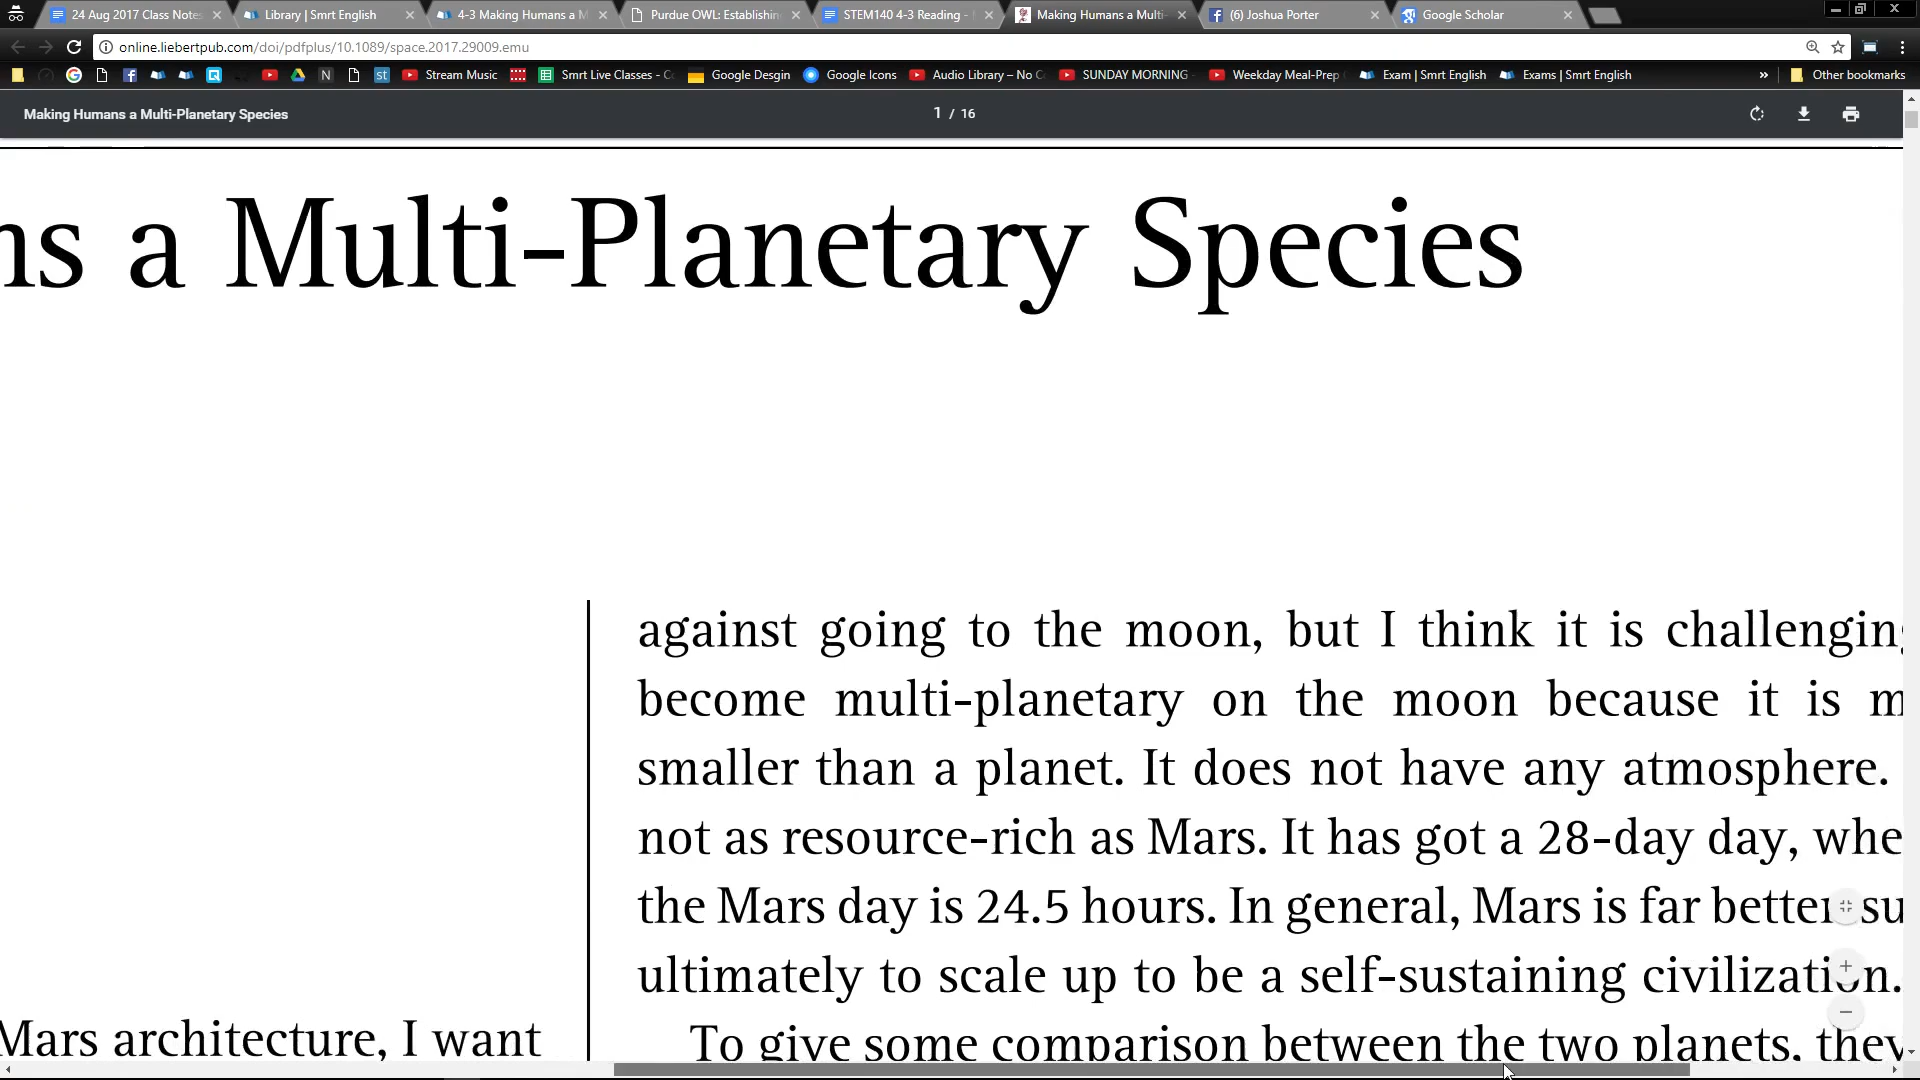 24 Aug 2017 Class Note
Library | Smrt English
4-3 Making Humans a M
Purdue OWL: Establishin
STEM140 4-3 Reading -
Making Humans a Multi-
(6) Joshua Porter
Google Scholar
online.liebertpub.com/doi/pdfplus/10.1089/space.2017.29009.emu
Stream Music
Smrt Live Classes - C
Google Desgin
Google Icons
Audio Library – No C
SUNDAY MORNING
Weekday Meal-Prep
Exam | Smrt English
Exams | Smrt English
Other bookmarks
Making Humans a Multi-Planetary Species
1 / 16
ns a Multi-Planetary Species
against going to the moon, but I think it is challenging
become multi-planetary on the moon because it is m
smaller than a planet. It does not have any atmosphere.
not as resource-rich as Mars. It has got a 28-day day, whe
the Mars day is 24.5 hours. In general, Mars is far better su
ultimately to scale up to be a self-sustaining civilization.
Mars architecture, I want
To give some comparison between the two planets, they